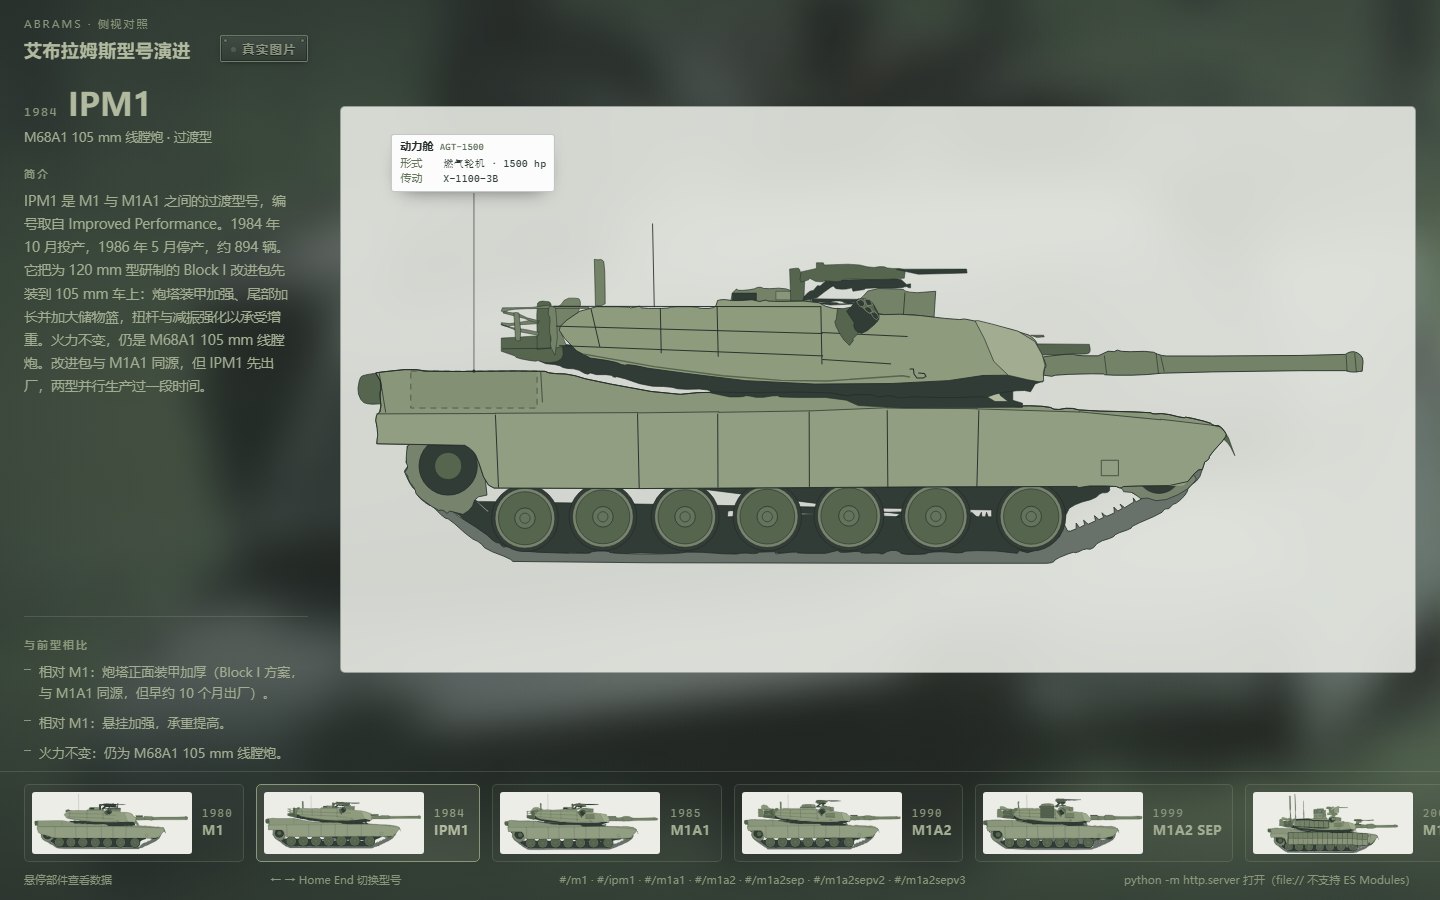 ABRAMS · 侧视对照
艾布拉姆斯型号演进
真实图片
1984 IPM1
M68A1 105 mm 线膛炮 · 过渡型
简介
IPM1 是 M1 与 M1A1 之间的过渡型号，编
号取自 Improved Performance。1984 年
10 月投产，1986 年 5 月停产，约 894 辆。
它把为 120 mm 型研制的 Block I 改进包先
装到 105 mm 车上：炮塔装甲加强、尾部加
长并加大储物篮，扭杆与减振强化以承受增
重。火力不变，仍是 M68A1 105 mm 线膛
炮。改进包与 M1A1 同源，但 IPM1 先出
厂，两型并行生产过一段时间。
动力舱 AGT-1500
形式 燃气轮机 · 1500 hp
传动 X-1100-3B
与前型相比
– 相对 M1：炮塔正面装甲加厚（Block I 方案，
与 M1A1 同源，但早约 10 个月出厂）。
– 相对 M1：悬挂加强，承重提高。
– 火力不变：仍为 M68A1 105 mm 线膛炮。
1980
M1
1984
IPM1
1985
M1A1
1990
M1A2
1999
M1A2 SEP
悬停部件查看数据
← → Home End 切换型号
#/m1 · #/ipm1 · #/m1a1 · #/m1a2 · #/m1a2sep · #/m1a2sepv2 · #/m1a2sepv3
python -m http.server 打开（file:// 不支持 ES Modules）